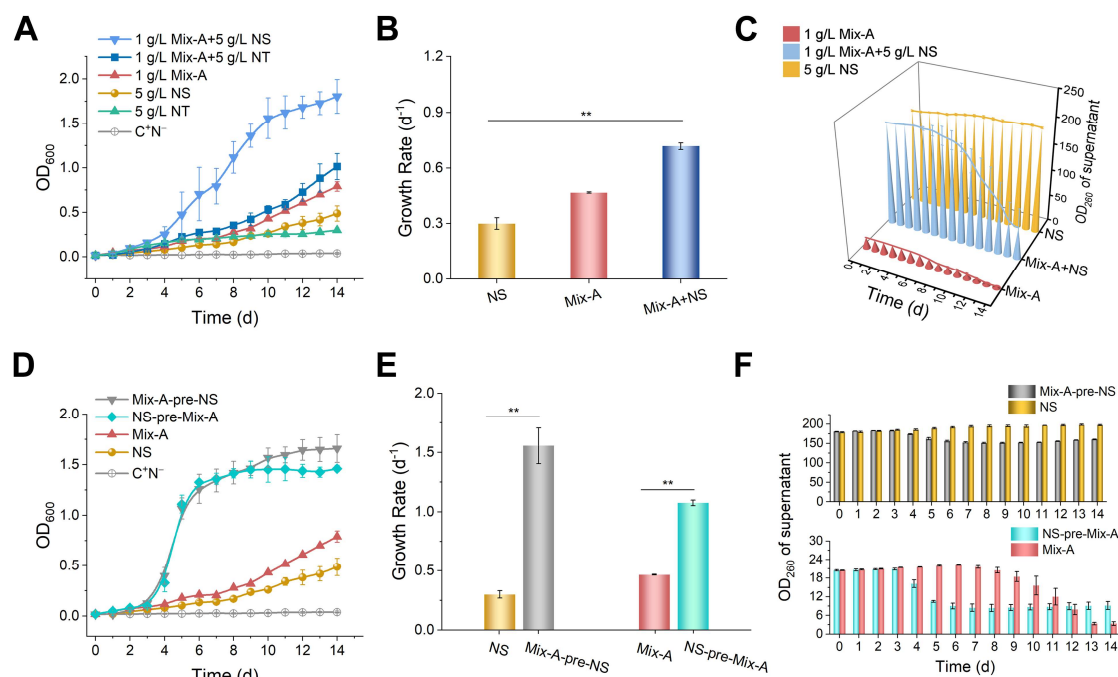 A
1 g/L Mix-A+5 g/L NS
1 g/L Mix-A+5 g/L NT
1 g/L Mix-A
5 g/L NS
5 g/L NT
C⁺N⁻
OD₆₀₀
2.0
1.5
1.0
0.5
0.0
0 2 4 6 8 10 12 14
Time (d)
B
Growth Rate (d⁻¹)
1.2
0.9
0.6
0.3
0.0
**
NS Mix-A Mix-A+NS
C
1 g/L Mix-A
1 g/L Mix-A+5 g/L NS
5 g/L NS
250
200
150
100
50
0
OD₂₆₀ of supernatant
NS
Mix-A+NS
Mix-A
0 2 4 6 8 10 12 14
Time (d)
D
Mix-A-pre-NS
NS-pre-Mix-A
Mix-A
NS
C⁺N⁻
OD₆₀₀
2.0
1.5
1.0
0.5
0.0
0 2 4 6 8 10 12 14
Time (d)
E
Growth Rate (d⁻¹)
2.0
1.5
1.0
0.5
0.0
**
**
NS Mix-A-pre-NS Mix-A NS-pre-Mix-A
F
Mix-A-pre-NS
NS
200
150
100
50
0
0 1 2 3 4 5 6 7 8 9 10 11 12 13 14
OD₂₆₀ of supernatant
NS-pre-Mix-A
Mix-A
30
24
18
12
6
0
0 1 2 3 4 5 6 7 8 9 10 11 12 13 14
Time (d)